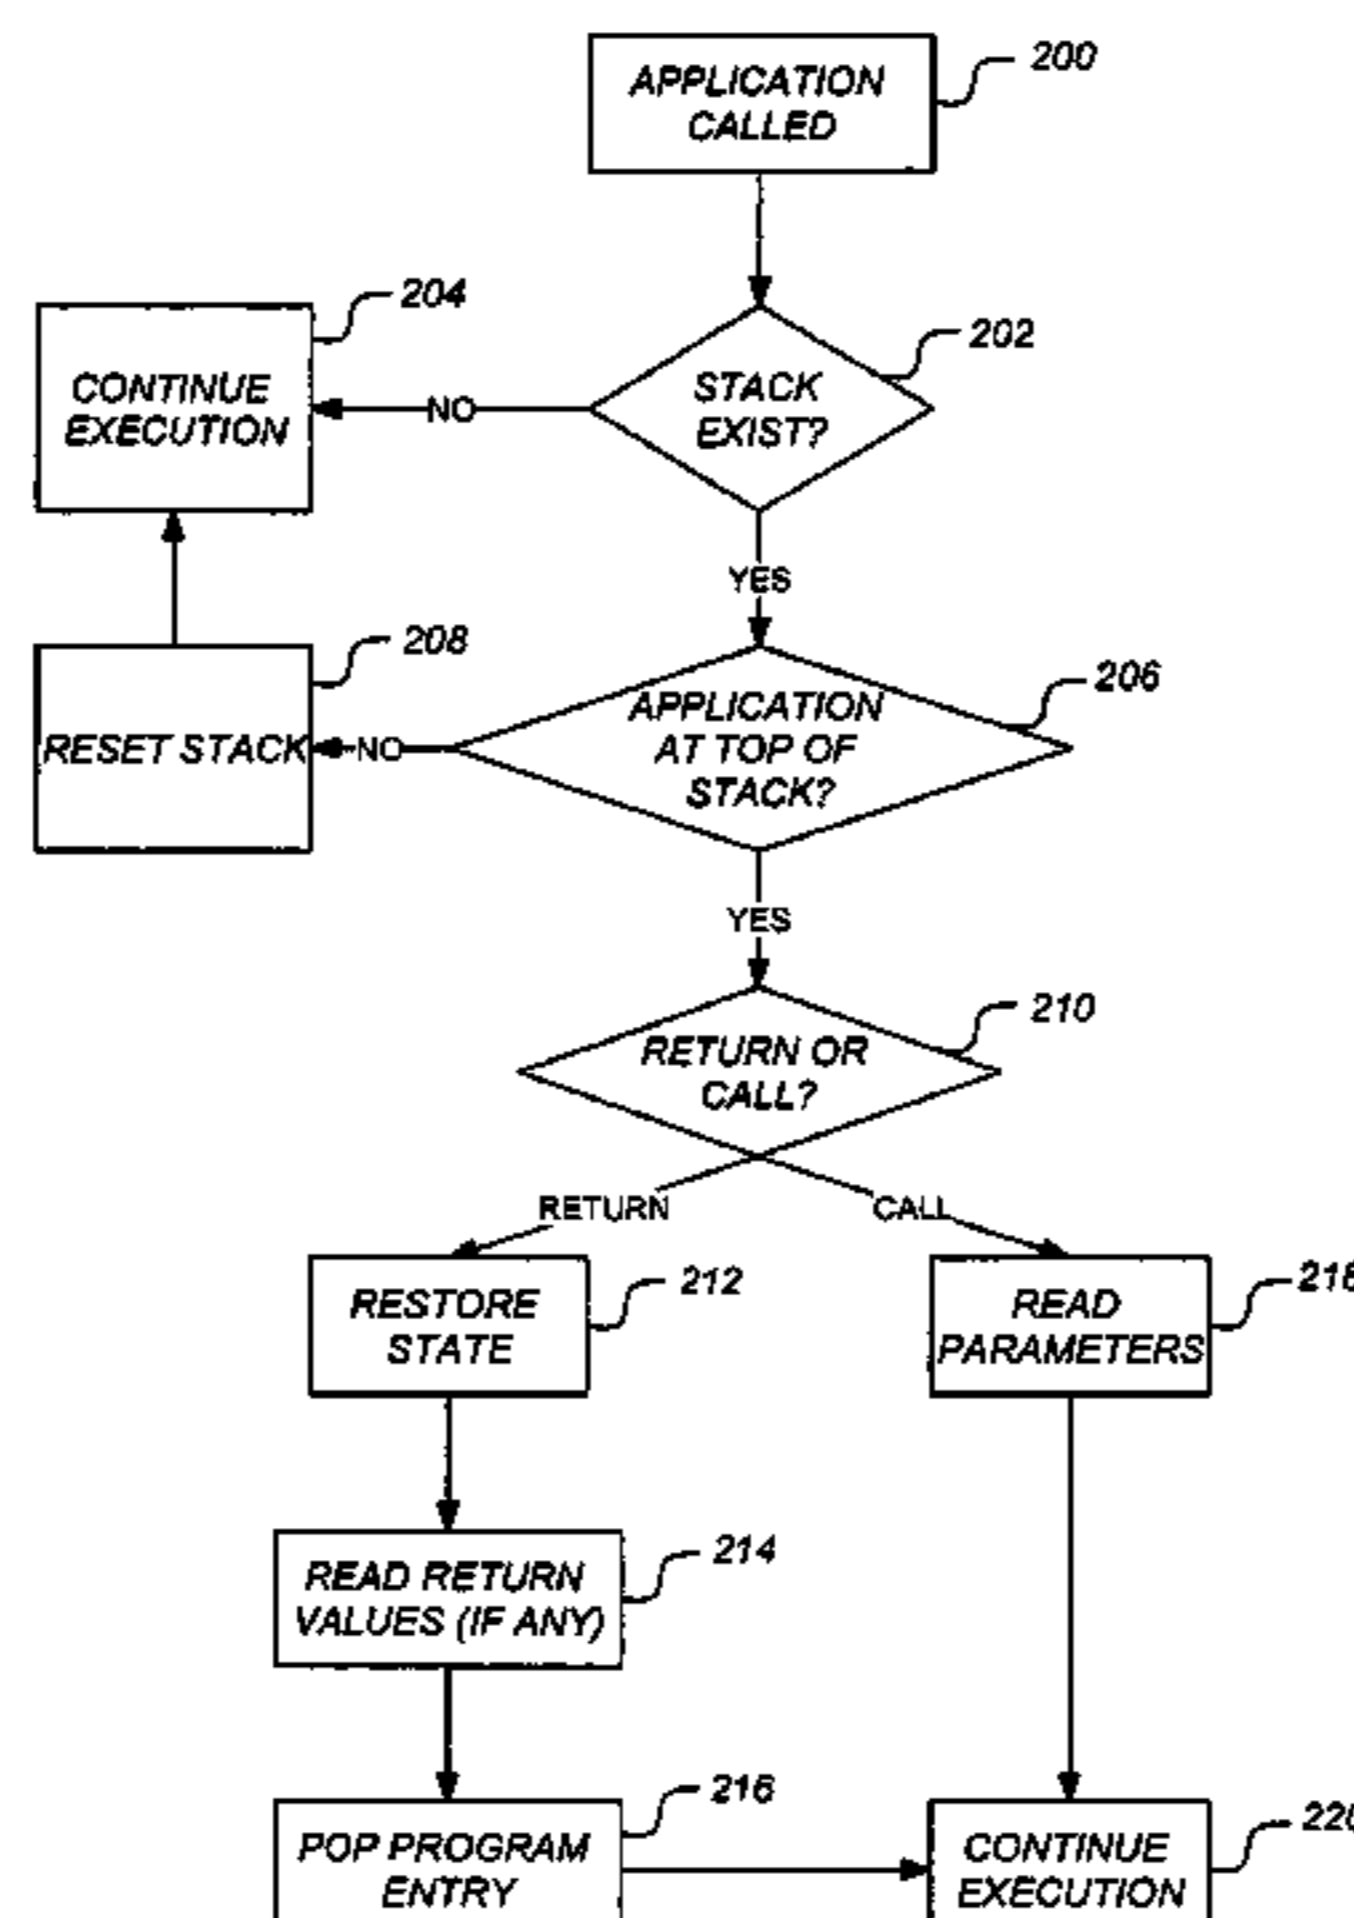 APPLICATION
CALLED
200
204
CONTINUE
EXECUTION
NO
202
STACK
EXIST?
YES
208
RESET STACK
NO
206
APPLICATION
AT TOP OF
STACK?
YES
210
RETURN OR
CALL?
RETURN
CALL
RESTORE
STATE
212
READ
PARAMETERS
READ RETURN
VALUES (IF ANY)
214
POP PROGRAM
ENTRY
216
CONTINUE
EXECUTION